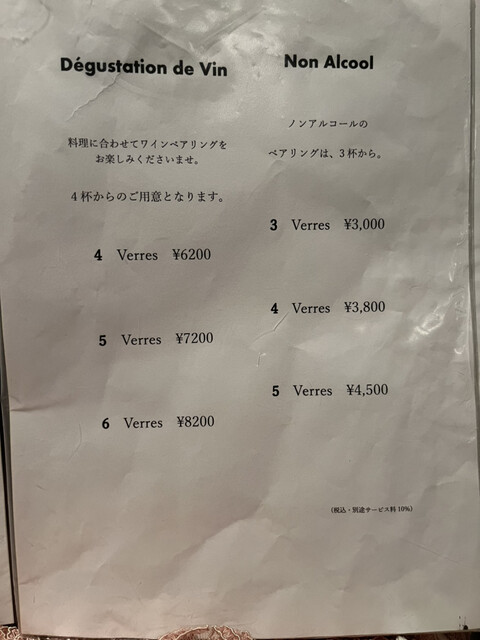 Dégustation de Vin
料理に合わせてワインペアリングを
お楽しみくださいませ。
4杯からのご用意となります。
4 Verres ¥6200
5 Verres ¥7200
6 Verres ¥8200
Non Alcool
ノンアルコールの
ペアリングは、3杯から。
3 Verres ¥3,000
4 Verres ¥3,800
5 Verres ¥4,500
(税込・別途サービス料10%)